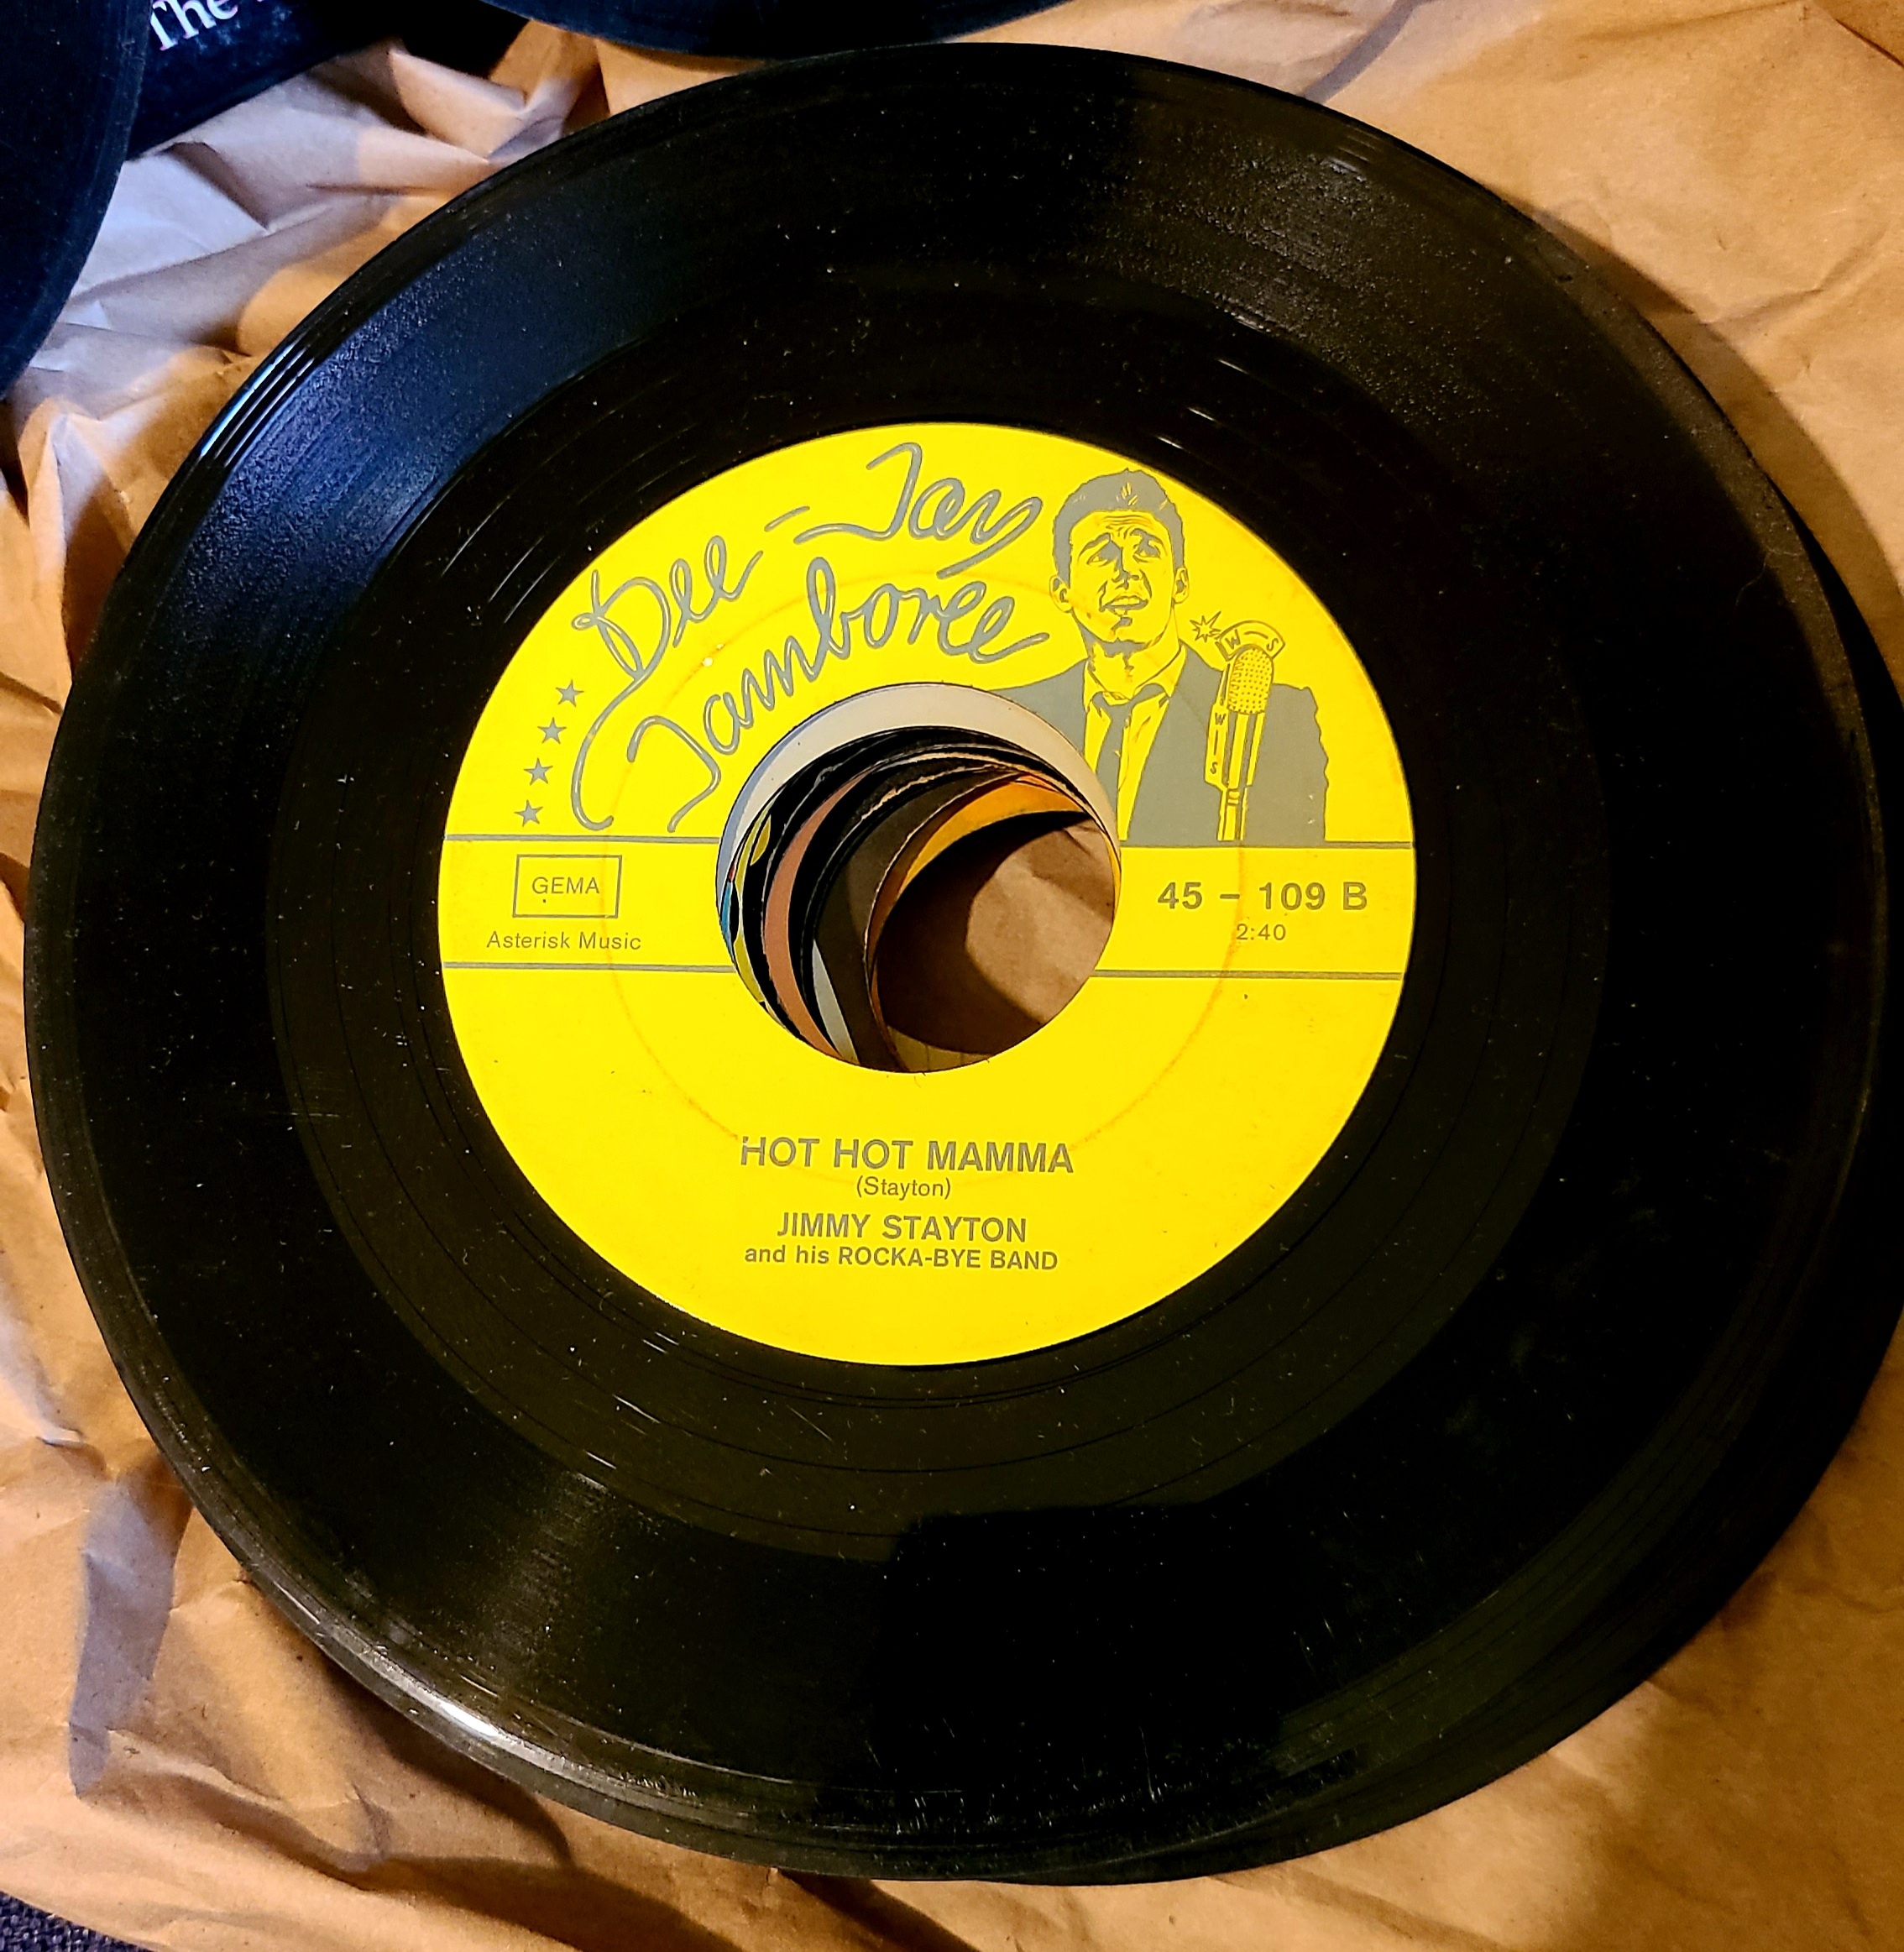 The
Dee-Jay
Jamboree
W-S
W
I
S
GEMA
Asterisk Music
45 – 109 B
2:40
HOT HOT MAMMA
(Stayton)
JIMMY STAYTON
and his ROCKA-BYE BAND